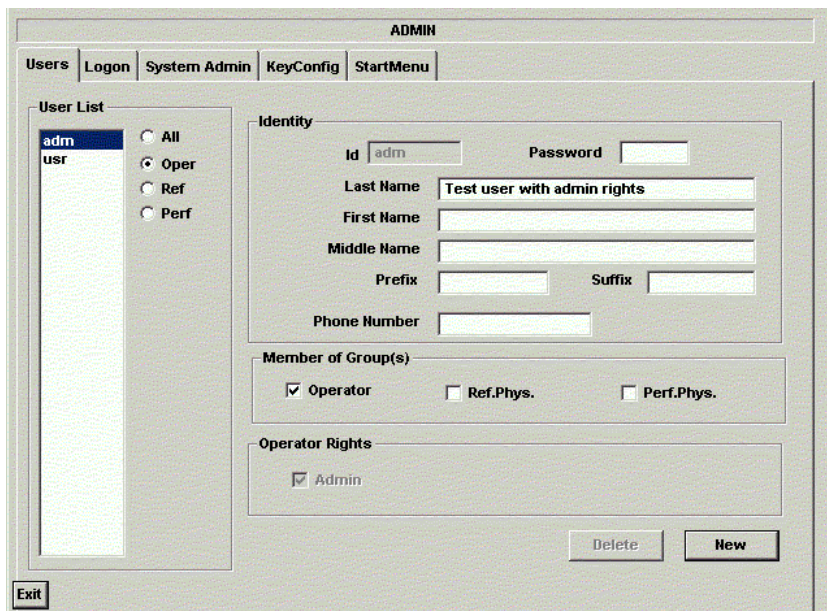 ADMIN
Users Logon System Admin KeyConfig StartMenu
User List
adm
usr
All
Oper
Ref
Perf
Identity
Id adm Password
Last Name Test user with admin rights
First Name
Middle Name
Prefix Suffix
Phone Number
Member of Group(s)
Operator Ref.Phys. Perf.Phys.
Operator Rights
Admin
Delete New
Exit